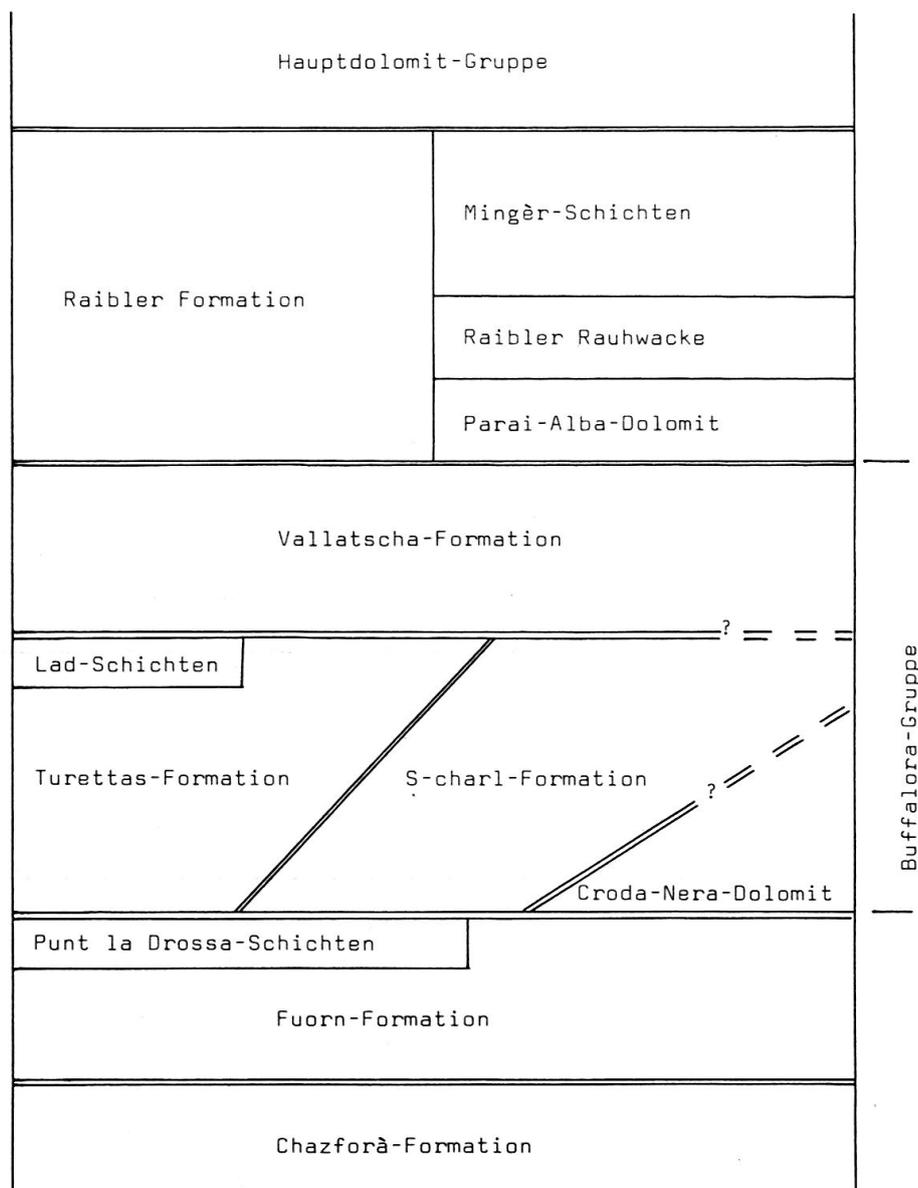 Hauptdolomit-Gruppe
Mingèr-Schichten
Raibler Formation
Raibler Rauhwacke
Parai-Alba-Dolomit
Vallatscha-Formation
?
Lad-Schichten
Turettas-Formation
S-charl-Formation
?
Croda-Nera-Dolomit
Buffalora-Gruppe
Punt la Drossa-Schichten
Fuorn-Formation
Chazforà-Formation